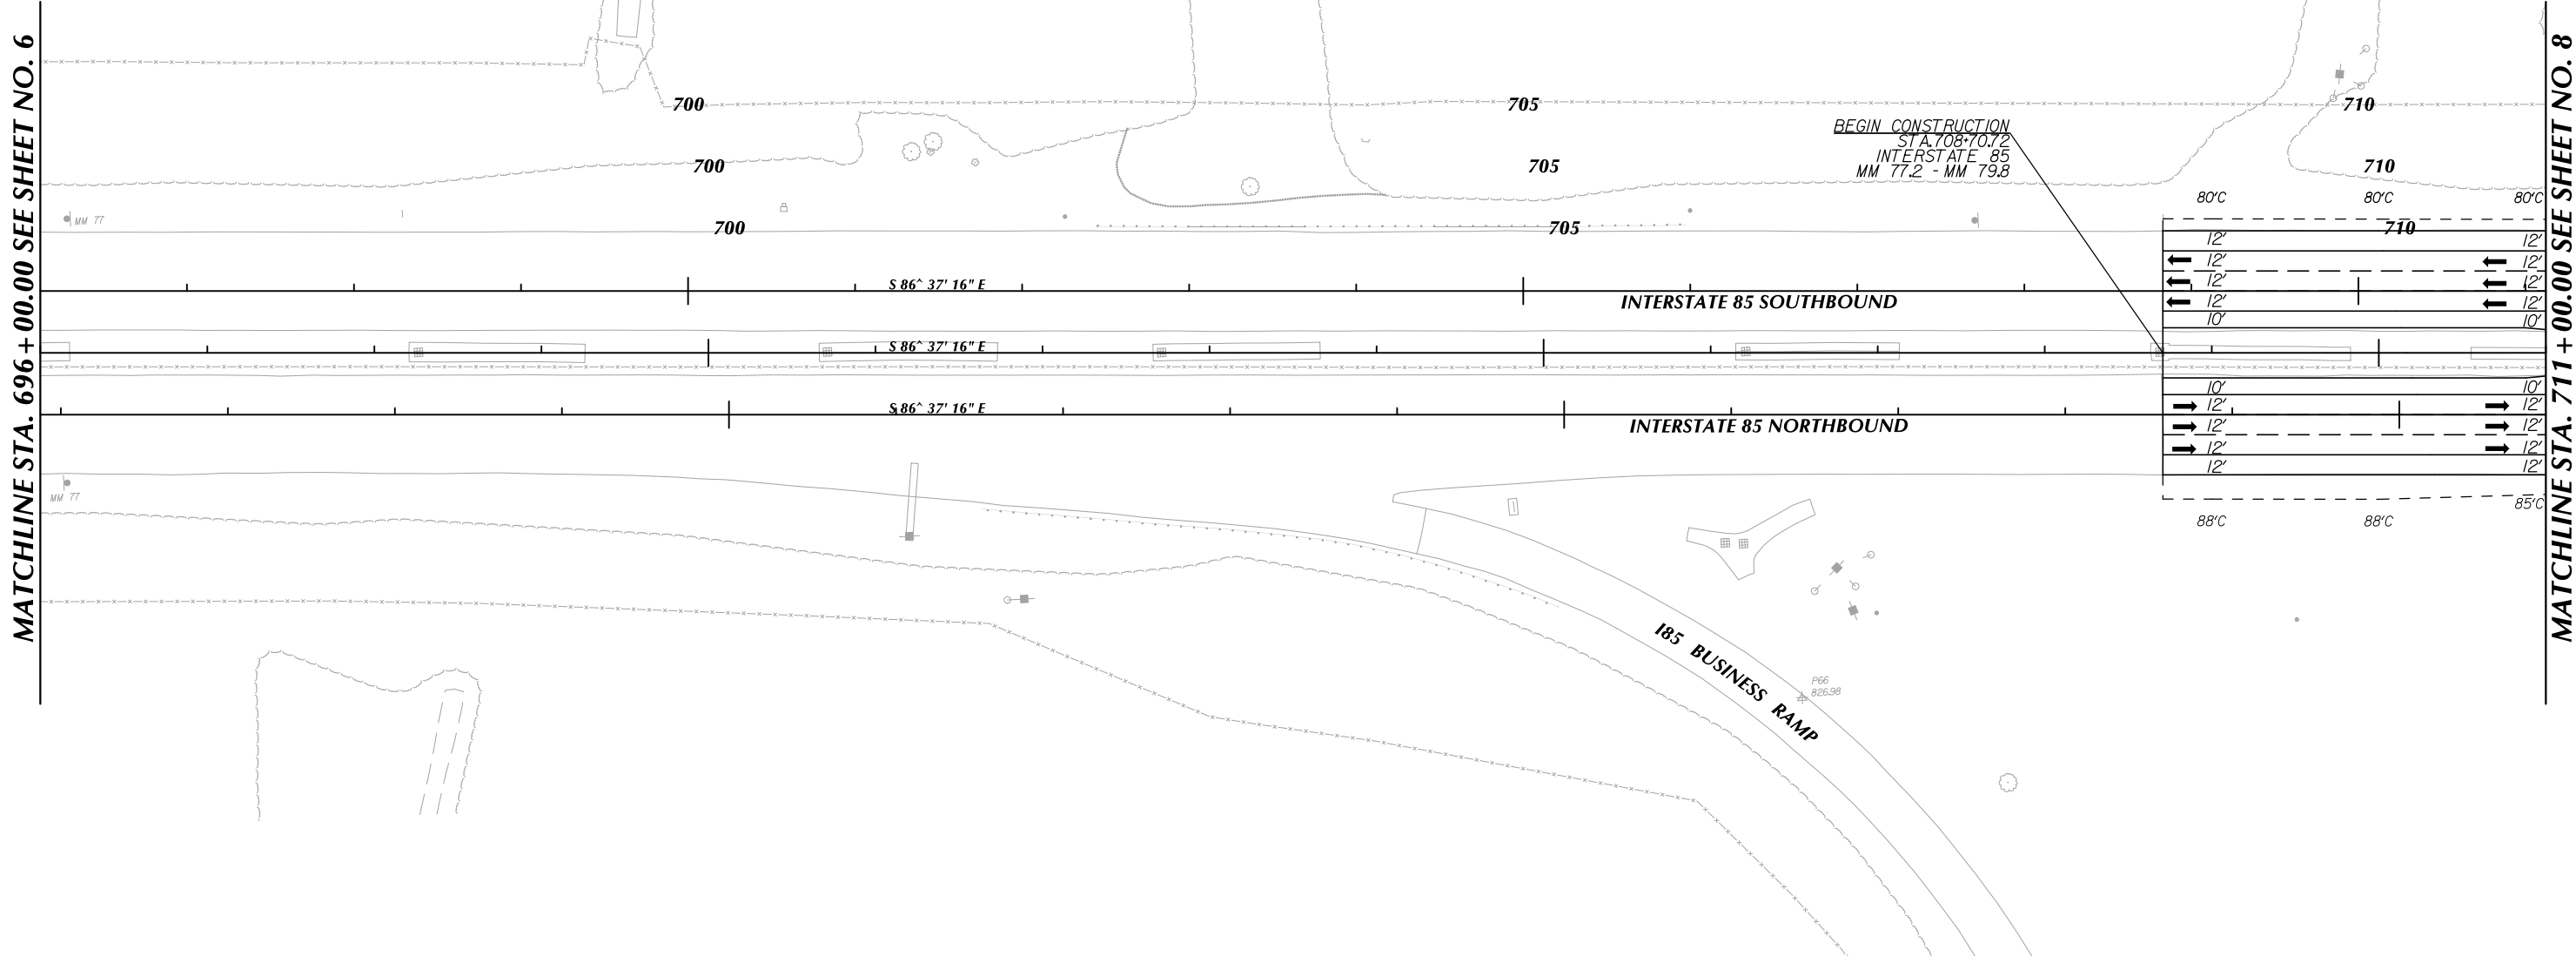 MATCHLINE STA. 696+00.00 SEE SHEET NO. 6
MATCHLINE STA. 711+00.00 SEE SHEET NO. 8
700
705
710
BEGIN CONSTRUCTION
STA.708+70.72
INTERSTATE 85
MM 77.2 - MM 79.8
700
705
710
80'C
80'C
80'C
MM 77
700
705
710
12'
12'
12'
12'
S 86^ 37' 16" E
12'
12'
INTERSTATE 85 SOUTHBOUND
12'
12'
10'
10'
S 86^ 37' 16" E
10'
10'
S 86^ 37' 16" E
12'
12'
INTERSTATE 85 NORTHBOUND
12'
12'
12'
12'
12'
12'
MM 77
85'C
88'C
88'C
I85 BUSINESS RAMP
P66
826.98